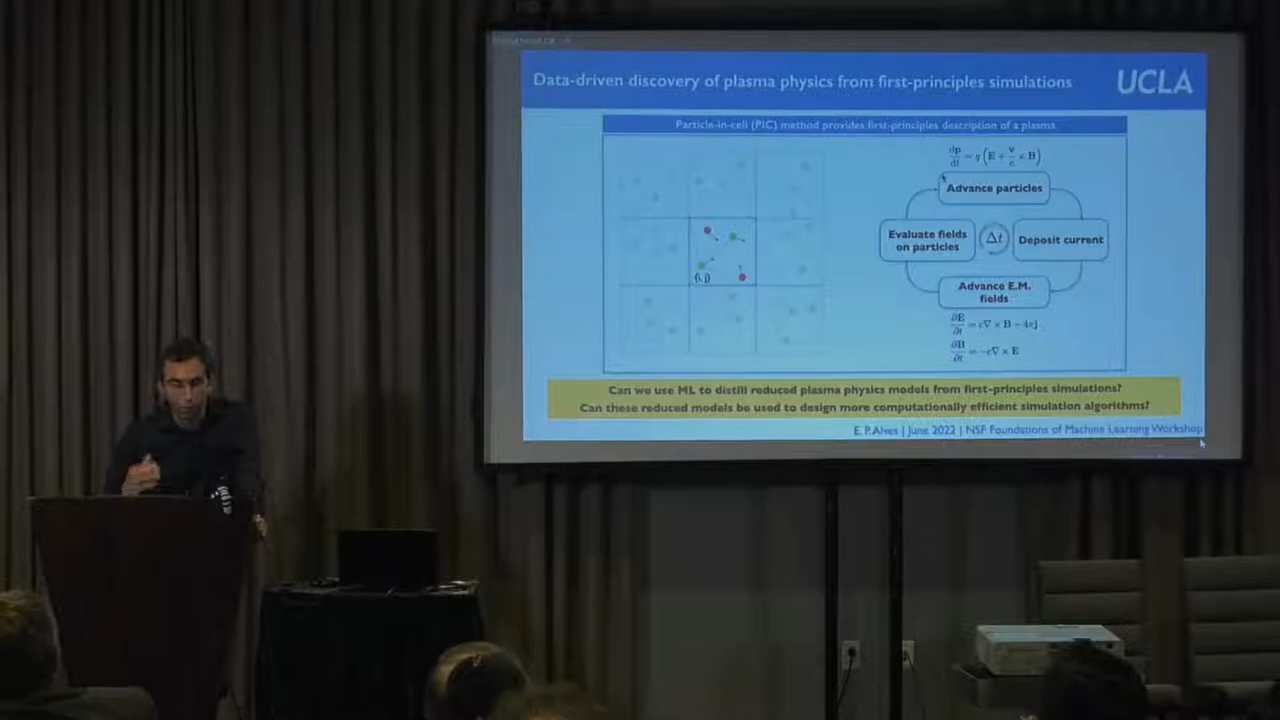 Data-driven discovery of plasma physics from first-principles simulations
UCLA
Particle-in-cell (PIC) method provides first-principles description of a plasma
dp/dt = q (E + v/c × B)
Advance particles
Evaluate fields
on particles
Δt
Deposit current
(i, j)
Advance E.M.
fields
∂E/∂t = c∇ × B
∂B/∂t = −c∇ × E
Can we use ML to distill reduced plasma physics models from first-principles simulations?
Can these reduced models be used to design more computationally efficient simulation algorithms?
E. P. Alves | June 2022 | NSF Foundations of Machine Learning Workshop